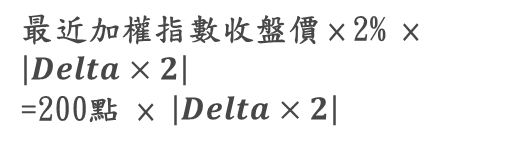 最近加權指數收盤價×2% ×
|Delta × 2|
=200點 × |Delta × 2|